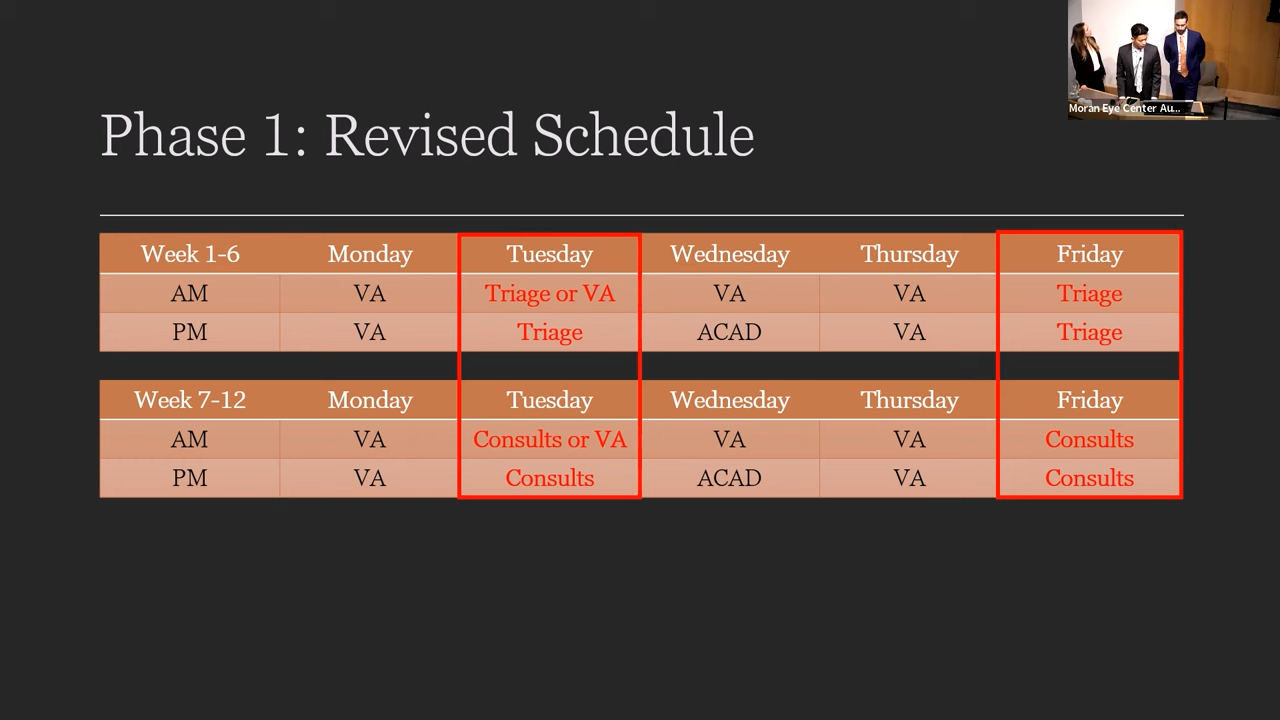 Moran Eye Center Au...
Phase 1: Revised Schedule
Week 1-6 Monday Tuesday Wednesday Thursday Friday
AM VA Triage or VA VA VA Triage
PM VA Triage ACAD VA Triage
Week 7-12 Monday Tuesday Wednesday Thursday Friday
AM VA Consults or VA VA VA Consults
PM VA Consults ACAD VA Consults